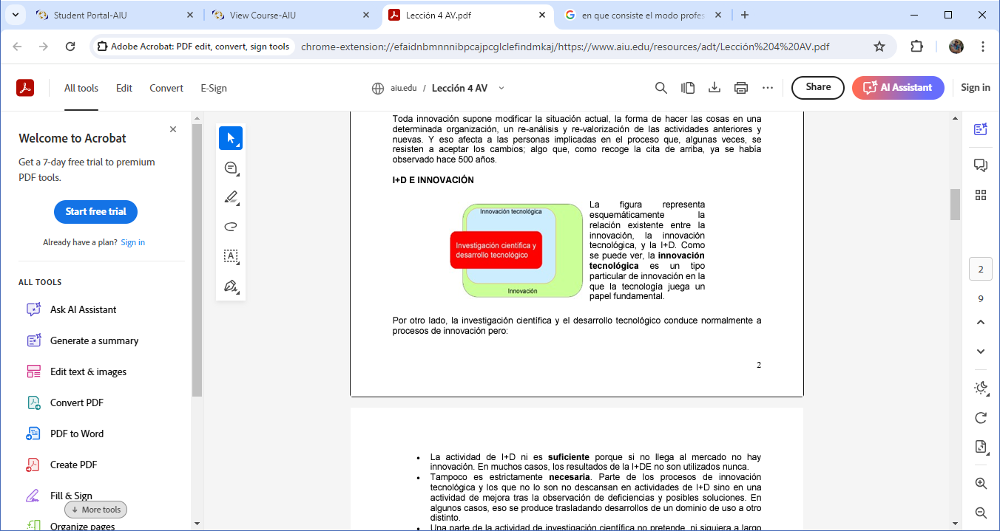 Student Portal-AIU
View Course-AIU
Lección 4 AV.pdf
en que consiste el modo profes
Adobe Acrobat: PDF edit, convert, sign tools
chrome-extension://efaidnbmnnnibpcajpcglclefindmkaj/https://www.aiu.edu/resources/adt/Lección%204%20AV.pdf
All tools
Edit
Convert
E-Sign
aiu.edu / Lección 4 AV
Share
AI Assistant
Sign in
Welcome to Acrobat
Get a 7-day free trial to premium
PDF tools.
Start free trial
Already have a plan? Sign in
ALL TOOLS
Ask AI Assistant
Generate a summary
Edit text & images
Convert PDF
PDF to Word
Create PDF
Fill & Sign
More tools
Organize pages
Toda innovación supone modificar la situación actual, la forma de hacer las cosas en una
determinada organización, un re-análisis y re-valorización de las actividades anteriores y
nuevas. Y eso afecta a las personas implicadas en el proceso que, algunas veces, se
resisten a aceptar los cambios; algo que, como recoge la cita de arriba, ya se había
observado hace 500 años.
I+D E INNOVACIÓN
Innovación tecnológica
Investigación científica y
desarrollo tecnológico
Innovación
La figura representa
esquemáticamente la
relación existente entre la
innovación, la innovación
tecnológica, y la I+D. Como
se puede ver, la innovación
tecnológica es un tipo
particular de innovación en la
que la tecnología juega un
papel fundamental.
Por otro lado, la investigación científica y el desarrollo tecnológico conduce normalmente a
procesos de innovación pero:
2
• La actividad de I+D ni es suficiente porque si no llega al mercado no hay
innovación. En muchos casos, los resultados de la I+DE no son utilizados nunca.
• Tampoco es estrictamente necesaria. Parte de los procesos de innovación
tecnológica y los que no lo son no descansan en actividades de I+D sino en una
actividad de mejora tras la observación de deficiencias y posibles soluciones. En
algunos casos, eso se produce trasladando desarrollos de un dominio de uso a otro
distinto.
• Una parte de la actividad de investigación científica no pretende, ni siquiera a largo
2
9